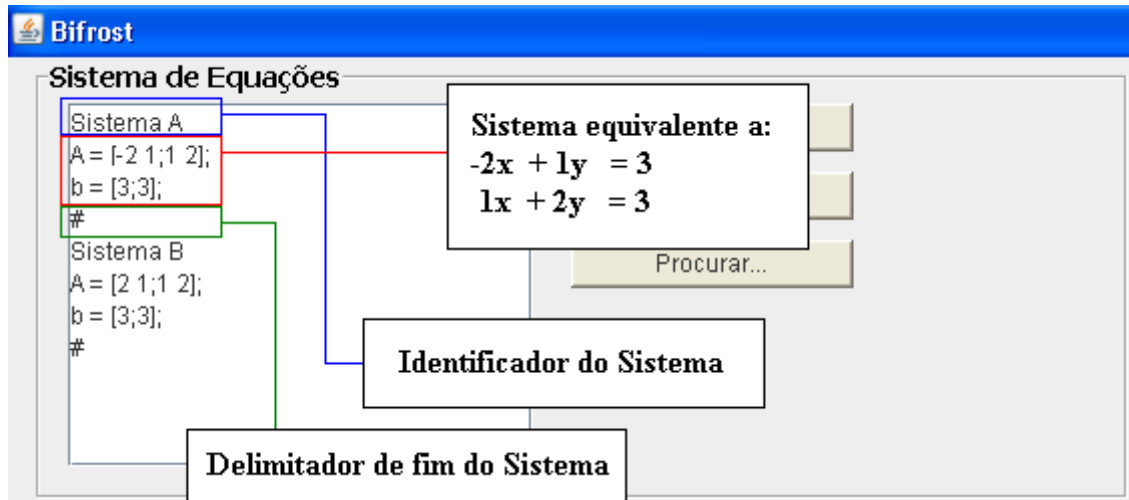 Bifrost
Sistema de Equações
Sistema A
A = [-2 1;1 2];
b = [3;3];
#
Sistema B
A = [2 1;1 2];
b = [3;3];
#
Sistema equivalente a:
-2x + 1y = 3
1x + 2y = 3
Procurar...
Identificador do Sistema
Delimitador de fim do Sistema